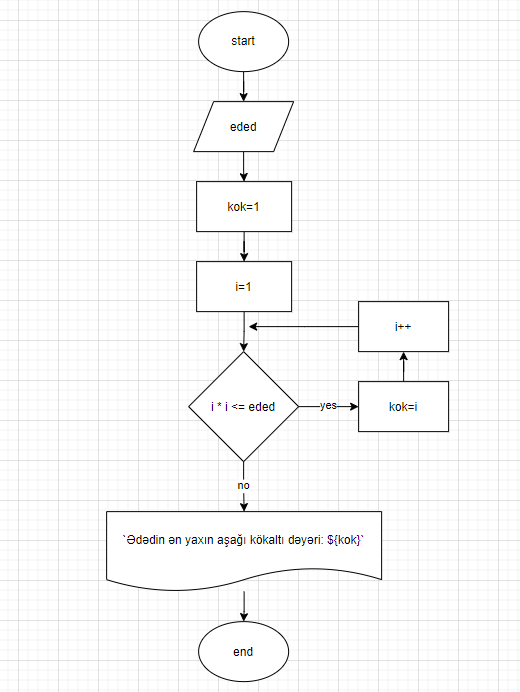 start
eded
kok=1
i=1
i++
i * i <= eded
yes
kok=i
no
`Ədədin ən yaxın aşağı kökaltı dəyəri: ${kok}`
end